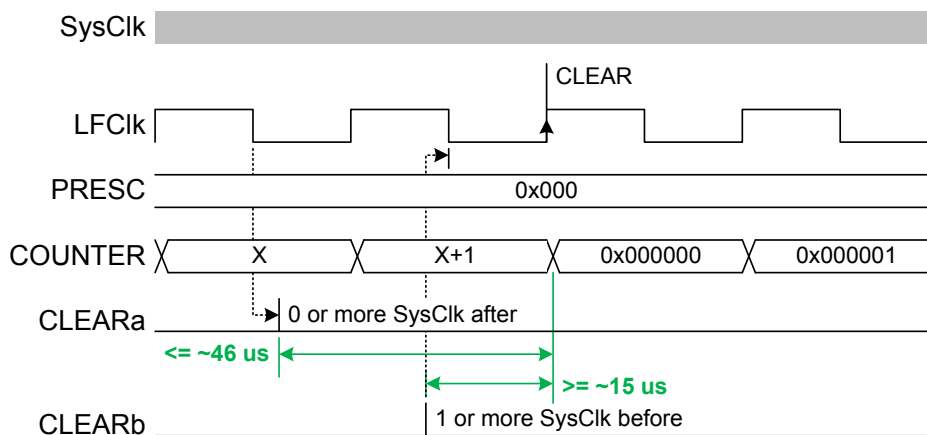 SysClk
CLEAR
LFClk
PRESC
0x000
COUNTER
X
X+1
0x000000
0x000001
CLEARa
0 or more SysClk after
<= ~46 us
>= ~15 us
CLEARb
1 or more SysClk before